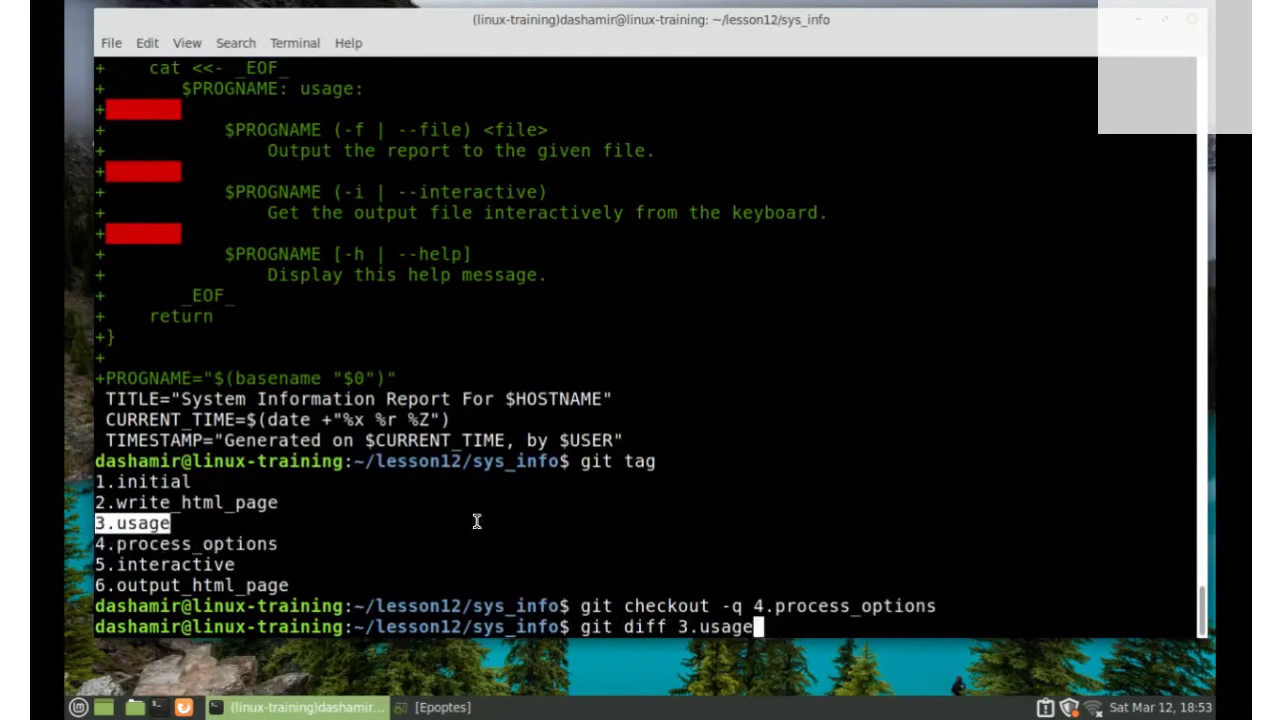 (linux-training)dashamir@linux-training: ~/lesson12/sys_info
File Edit View Search Terminal Help
+    cat <<- _EOF_
+       $PROGNAME: usage:
+
+           $PROGNAME (-f | --file) <file>
+               Output the report to the given file.
+
+           $PROGNAME (-i | --interactive)
+               Get the output file interactively from the keyboard.
+
+           $PROGNAME [-h | --help]
+               Display this help message.
+       _EOF_
+    return
+}
+
+PROGNAME="$(basename "$0")"
 TITLE="System Information Report For $HOSTNAME"
 CURRENT_TIME=$(date +"%x %r %Z")
 TIMESTAMP="Generated on $CURRENT_TIME, by $USER"
dashamir@linux-training:~/lesson12/sys_info$ git tag
1.initial
2.write_html_page
3.usage
4.process_options
5.interactive
6.output_html_page
dashamir@linux-training:~/lesson12/sys_info$ git checkout -q 4.process_options
dashamir@linux-training:~/lesson12/sys_info$ git diff 3.usage
(linux-training)dashamir... [Epoptes] Sat Mar 12, 18:53